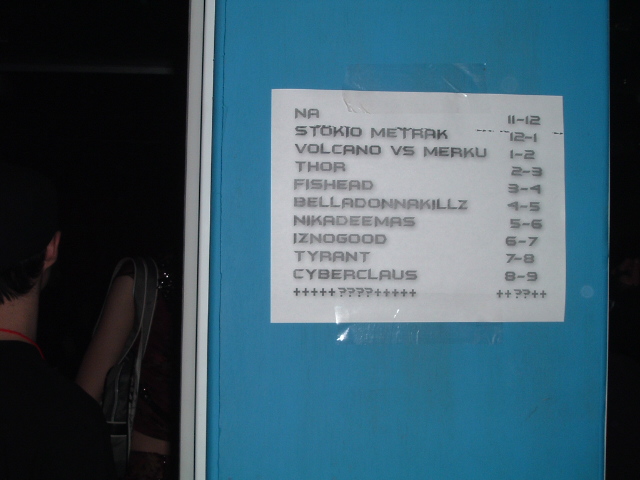 NA 11-12
STOKIO METRAK 12-1
VOLCANO VS MERKU 1-2
THOR 2-3
FISHEAD 3-4
BELLADONNAKILLZ 4-5
NIKADEEMAS 5-6
IZNOGOOD 6-7
TYRANT 7-8
CYBERCLAUS 8-9
+++++????+++++ ++??++